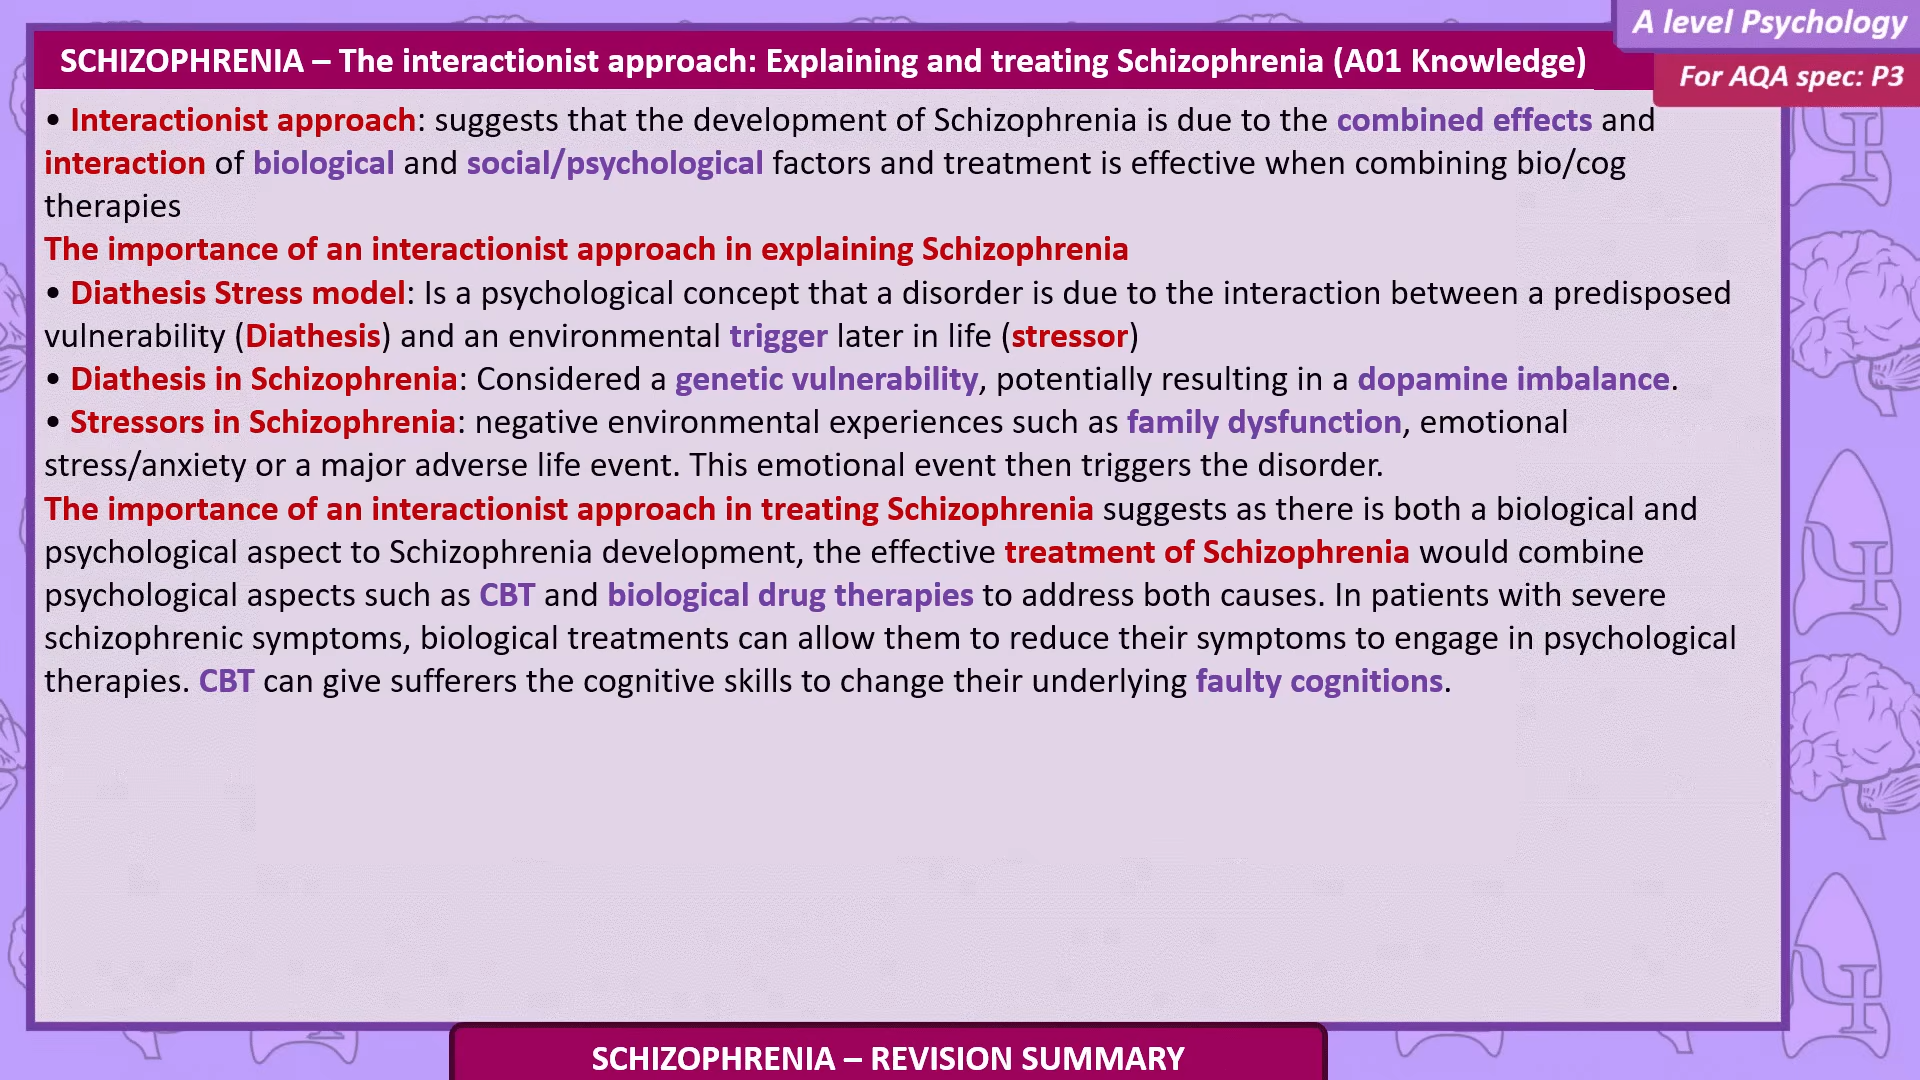 A level Psychology
SCHIZOPHRENIA – The interactionist approach: Explaining and treating Schizophrenia (A01 Knowledge)
For AQA spec: P3
• Interactionist approach: suggests that the development of Schizophrenia is due to the combined effects and
interaction of biological and social/psychological factors and treatment is effective when combining bio/cog
therapies
The importance of an interactionist approach in explaining Schizophrenia
• Diathesis Stress model: Is a psychological concept that a disorder is due to the interaction between a predisposed
vulnerability (Diathesis) and an environmental trigger later in life (stressor)
• Diathesis in Schizophrenia: Considered a genetic vulnerability, potentially resulting in a dopamine imbalance.
• Stressors in Schizophrenia: negative environmental experiences such as family dysfunction, emotional
stress/anxiety or a major adverse life event. This emotional event then triggers the disorder.
The importance of an interactionist approach in treating Schizophrenia suggests as there is both a biological and
psychological aspect to Schizophrenia development, the effective treatment of Schizophrenia would combine
psychological aspects such as CBT and biological drug therapies to address both causes. In patients with severe
schizophrenic symptoms, biological treatments can allow them to reduce their symptoms to engage in psychological
therapies. CBT can give sufferers the cognitive skills to change their underlying faulty cognitions.
SCHIZOPHRENIA – REVISION SUMMARY